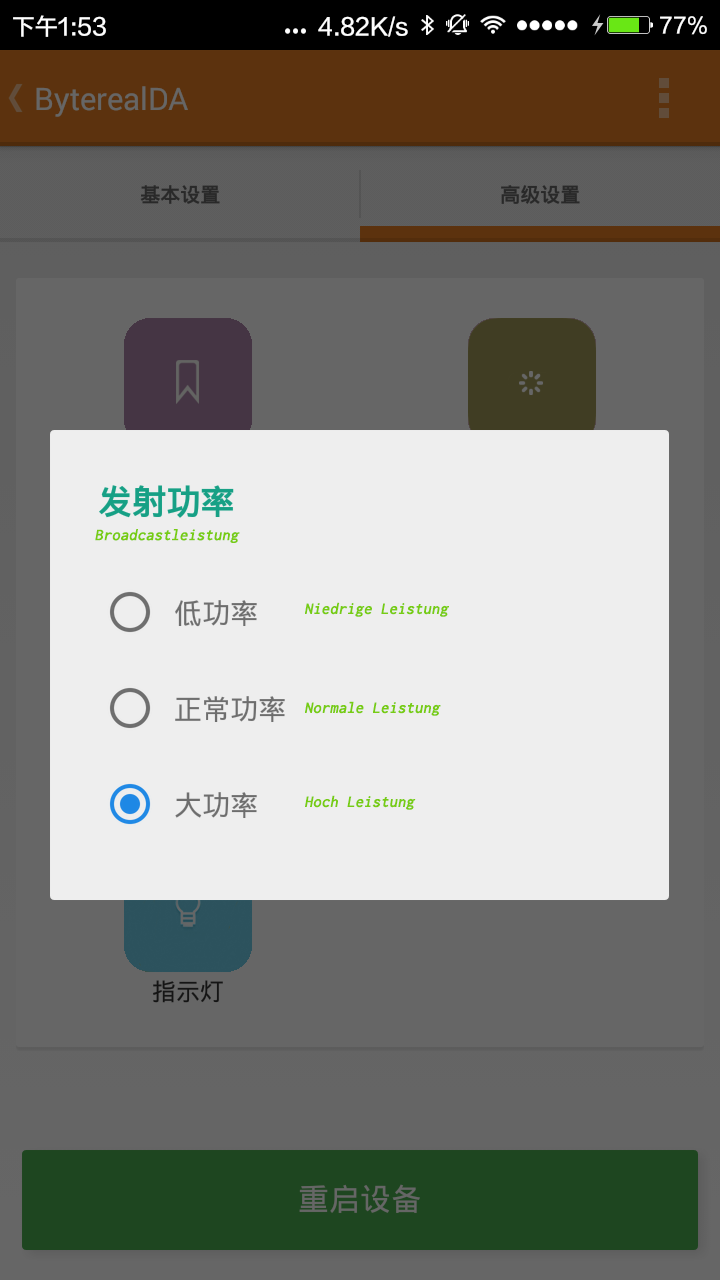 下午1:53 ... 4.82K/s 77%
ByterealDA
基本设置 高级设置
发射功率
Broadcastleistung
低功率 Niedrige Leistung
正常功率 Normale Leistung
大功率 Hoch Leistung
指示灯
重启设备